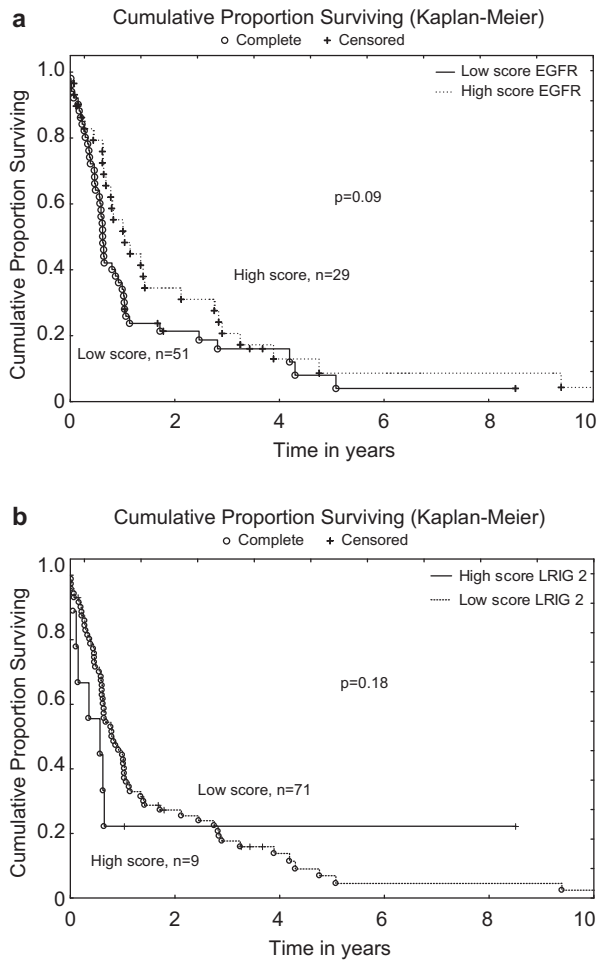 a
Cumulative Proportion Surviving (Kaplan-Meier)
Complete
Censored
Low score EGFR
High score EGFR
Cumulative Proportion Surviving
1.0
0.8
0.6
0.4
0.2
0
p=0.09
High score, n=29
Low score, n=51
2
4
6
8
10
Time in years
b
Cumulative Proportion Surviving (Kaplan-Meier)
Complete
Censored
High score LRIG 2
Low score LRIG 2
Cumulative Proportion Surviving
1.0
0.8
0.6
0.4
0.2
0
p=0.18
Low score, n=71
High score, n=9
0
2
4
6
8
10
Time in years